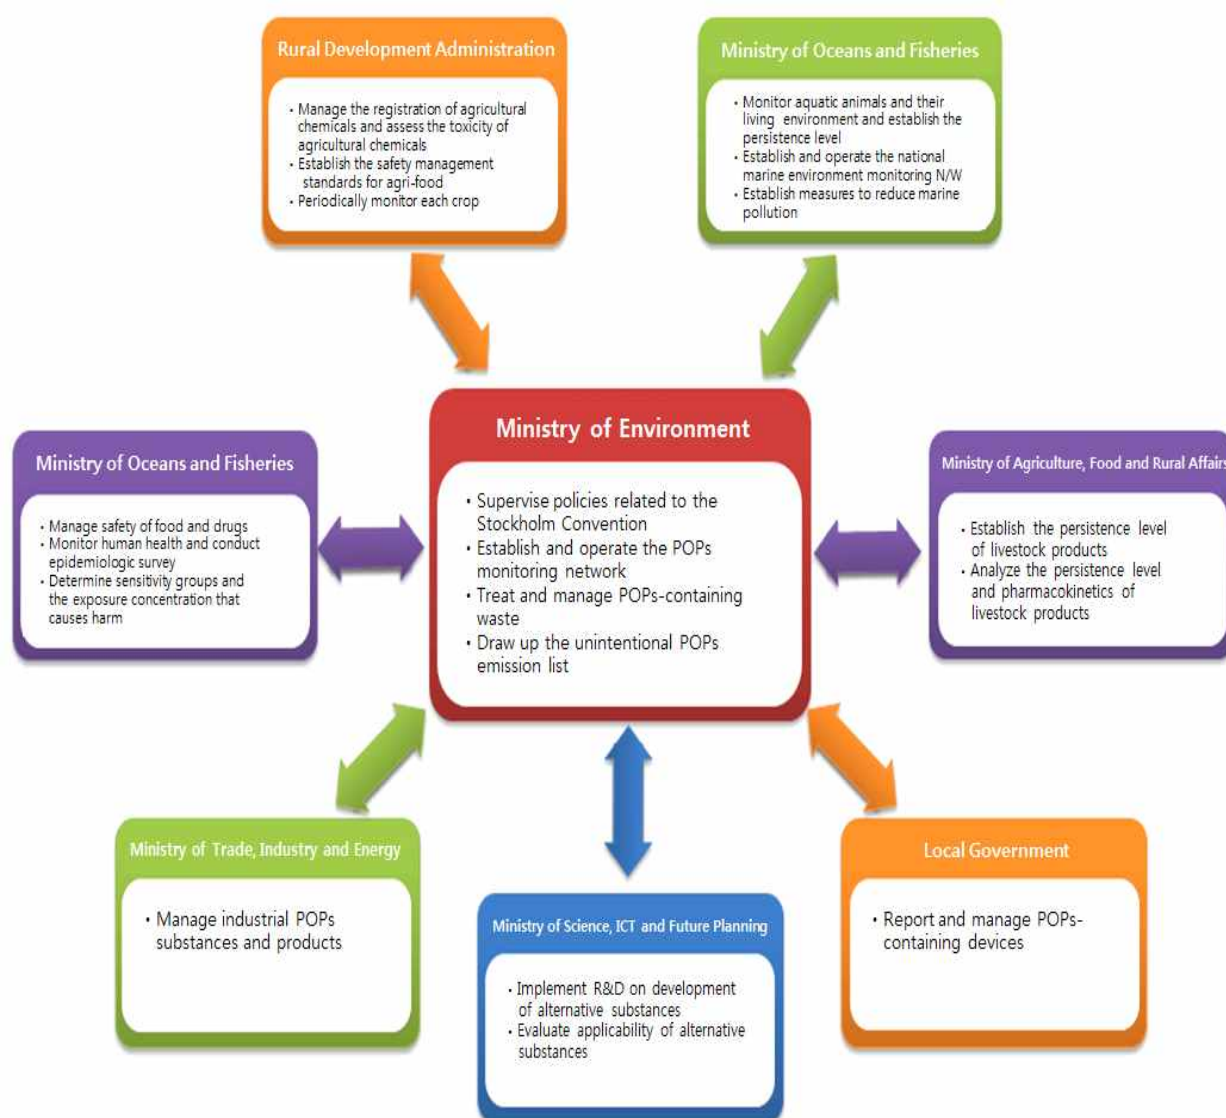 Rural Development Administration
• Manage the registration of agricultural
chemicals and assess the toxicity of
agricultural chemicals
• Establish the safety management
standards for agri-food
• Periodically monitor each crop
Ministry of Oceans and Fisheries
• Monitor aquatic animals and their
living environment and establish the
persistence level
• Establish and operate the national
marine environment monitoring N/W
• Establish measures to reduce marine
pollution
Ministry of Oceans and Fisheries
• Manage safety of food and drugs
• Monitor human health and conduct
epidemiologic survey
• Determine sensitivity groups and
the exposure concentration that
causes harm
Ministry of Environment
• Supervise policies related to the
Stockholm Convention
• Establish and operate the POPs
monitoring network
• Treat and manage POPs-containing
waste
• Draw up the unintentional POPs
emission list
Ministry of Agriculture, Food and Rural Affairs
• Establish the persistence level
of livestock products
• Analyze the persistence level
and pharmacokinetics of
livestock products
Ministry of Trade, Industry and Energy
• Manage industrial POPs
substances and products
Ministry of Science, ICT and Future Planning
• Implement R&D on development
of alternative substances
• Evaluate applicability of alternative
substances
Local Government
• Report and manage POPs-
containing devices